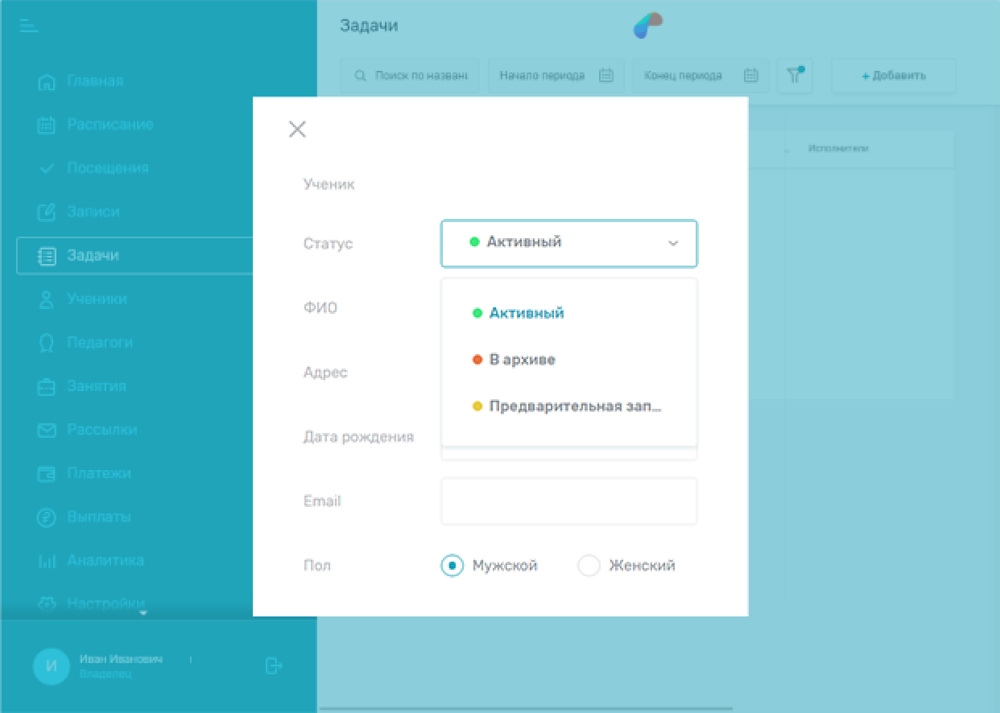 Задачи
Поиск по названи
Начало периода
Конец периода
+ Добавить
Главная
Расписание
Посещения
Записи
Задачи
Ученики
Педагоги
Занятия
Рассылки
Платежи
Выплаты
Аналитика
Настройки
И
Иван Иванович
Владелец
Исполнители
Ученик
Статус
Активный
Активный
В архиве
Предварительная зап...
ФИО
Адрес
Дата рождения
Email
Пол
Мужской
Женский